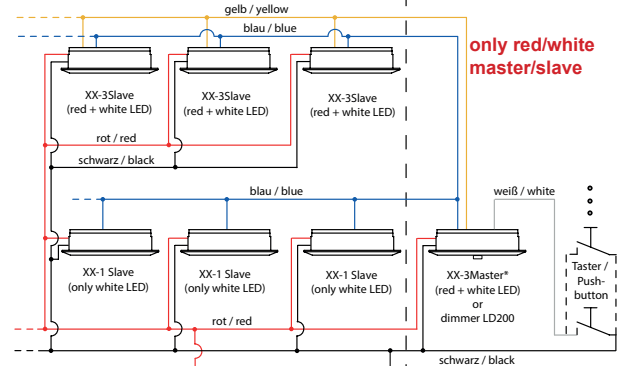 gelb / yellow
blau / blue
only red/white
master/slave
XX-3Slave
(red + white LED)
XX-3Slave
(red + white LED)
XX-3Slave
(red + white LED)
rot / red
schwarz / black
blau / blue
weiß / white
XX-1 Slave
(only white LED)
XX-1 Slave
(only white LED)
XX-1 Slave
(only white LED)
XX-3Master*
(red + white LED)
or
dimmer LD200
Taster /
Push-
button
rot / red
schwarz / black